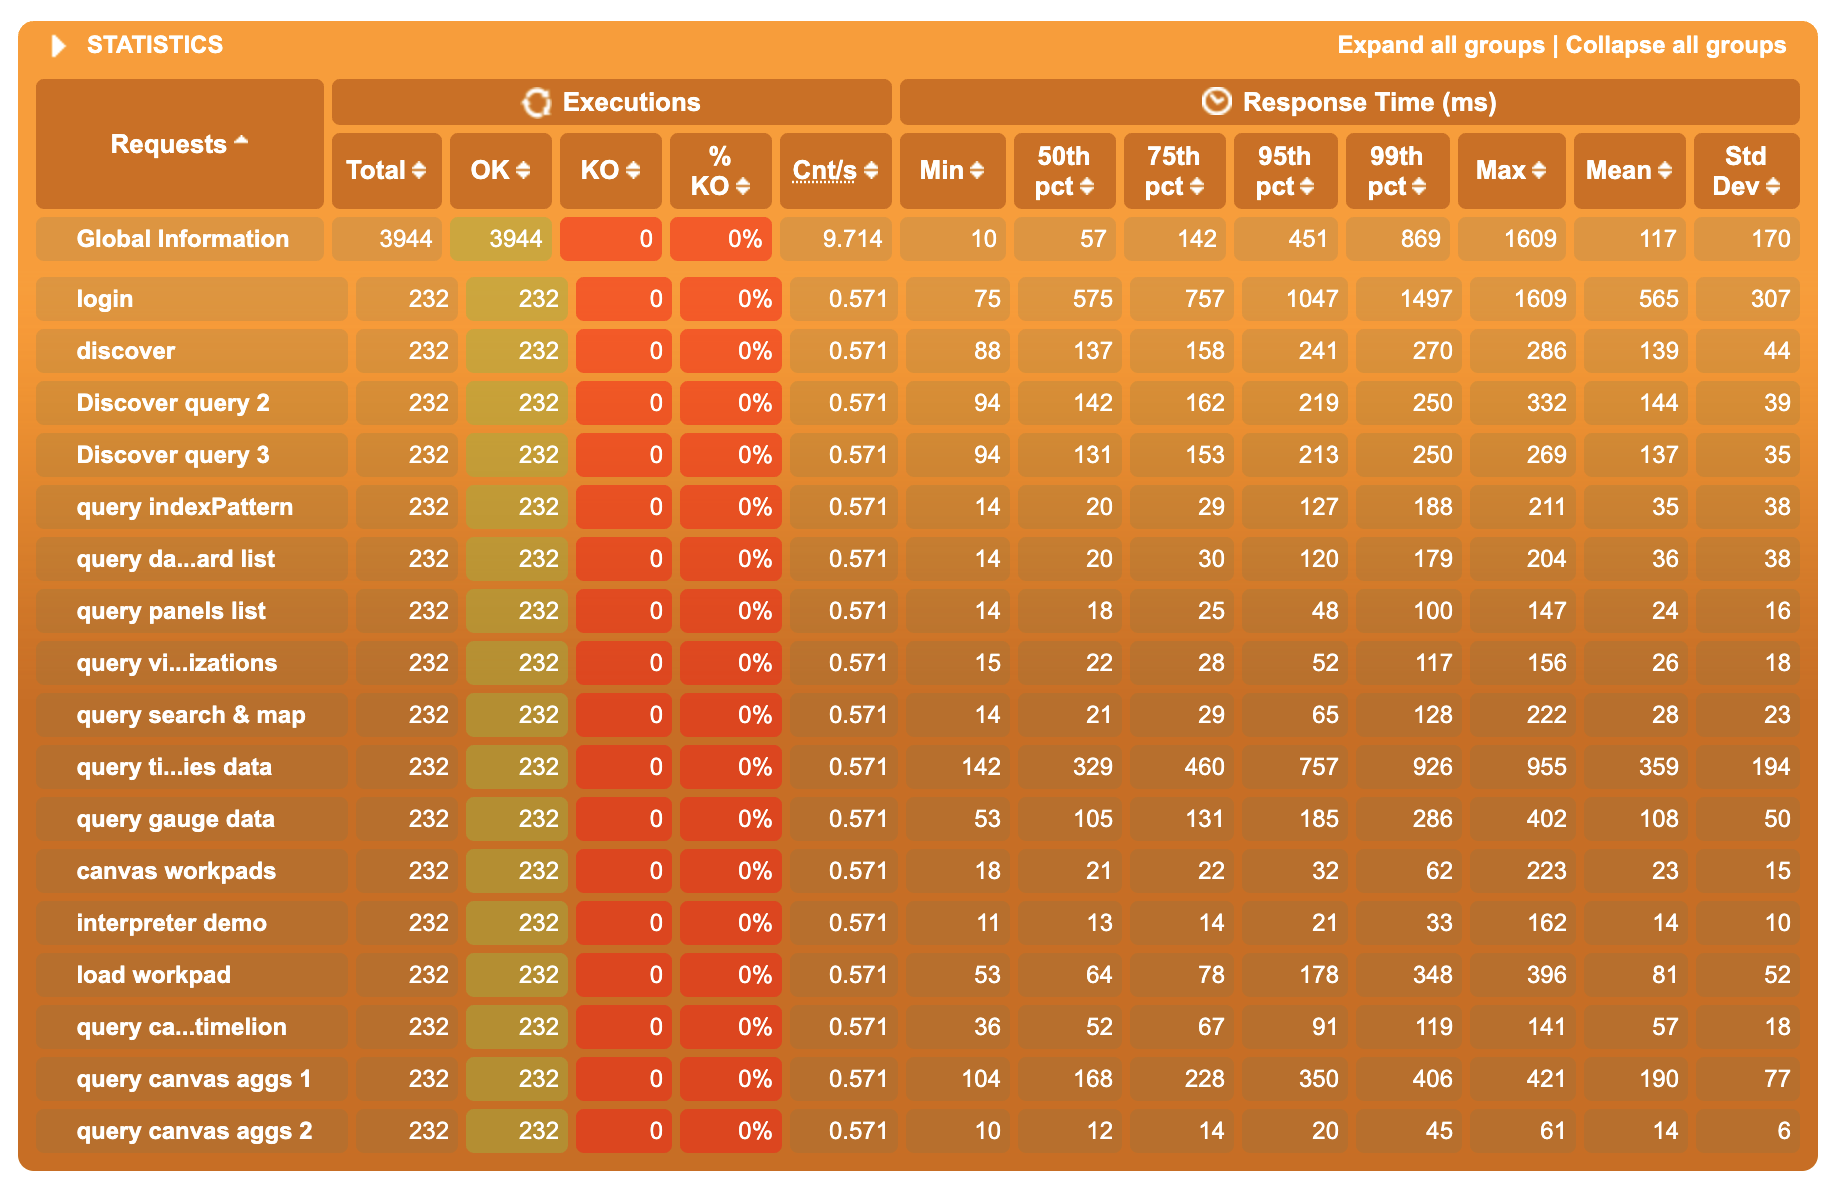 STATISTICS Expand all groups | Collapse all groups
Requests Executions Response Time (ms)
Total OK KO % KO Cnt/s Min 50th pct 75th pct 95th pct 99th pct Max Mean Std Dev
Global Information 3944 3944 0 0% 9.714 10 57 142 451 869 1609 117 170
login 232 232 0 0% 0.571 75 575 757 1047 1497 1609 565 307
discover 232 232 0 0% 0.571 88 137 158 241 270 286 139 44
Discover query 2 232 232 0 0% 0.571 94 142 162 219 250 332 144 39
Discover query 3 232 232 0 0% 0.571 94 131 153 213 250 269 137 35
query indexPattern 232 232 0 0% 0.571 14 20 29 127 188 211 35 38
query da...ard list 232 232 0 0% 0.571 14 20 30 120 179 204 36 38
query panels list 232 232 0 0% 0.571 14 18 25 48 100 147 24 16
query vi...izations 232 232 0 0% 0.571 15 22 28 52 117 156 26 18
query search & map 232 232 0 0% 0.571 14 21 29 65 128 222 28 23
query ti...ies data 232 232 0 0% 0.571 142 329 460 757 926 955 359 194
query gauge data 232 232 0 0% 0.571 53 105 131 185 286 402 108 50
canvas workpads 232 232 0 0% 0.571 18 21 22 32 62 223 23 15
interpreter demo 232 232 0 0% 0.571 11 13 14 21 33 162 14 10
load workpad 232 232 0 0% 0.571 53 64 78 178 348 396 81 52
query ca...timelion 232 232 0 0% 0.571 36 52 67 91 119 141 57 18
query canvas aggs 1 232 232 0 0% 0.571 104 168 228 350 406 421 190 77
query canvas aggs 2 232 232 0 0% 0.571 10 12 14 20 45 61 14 6